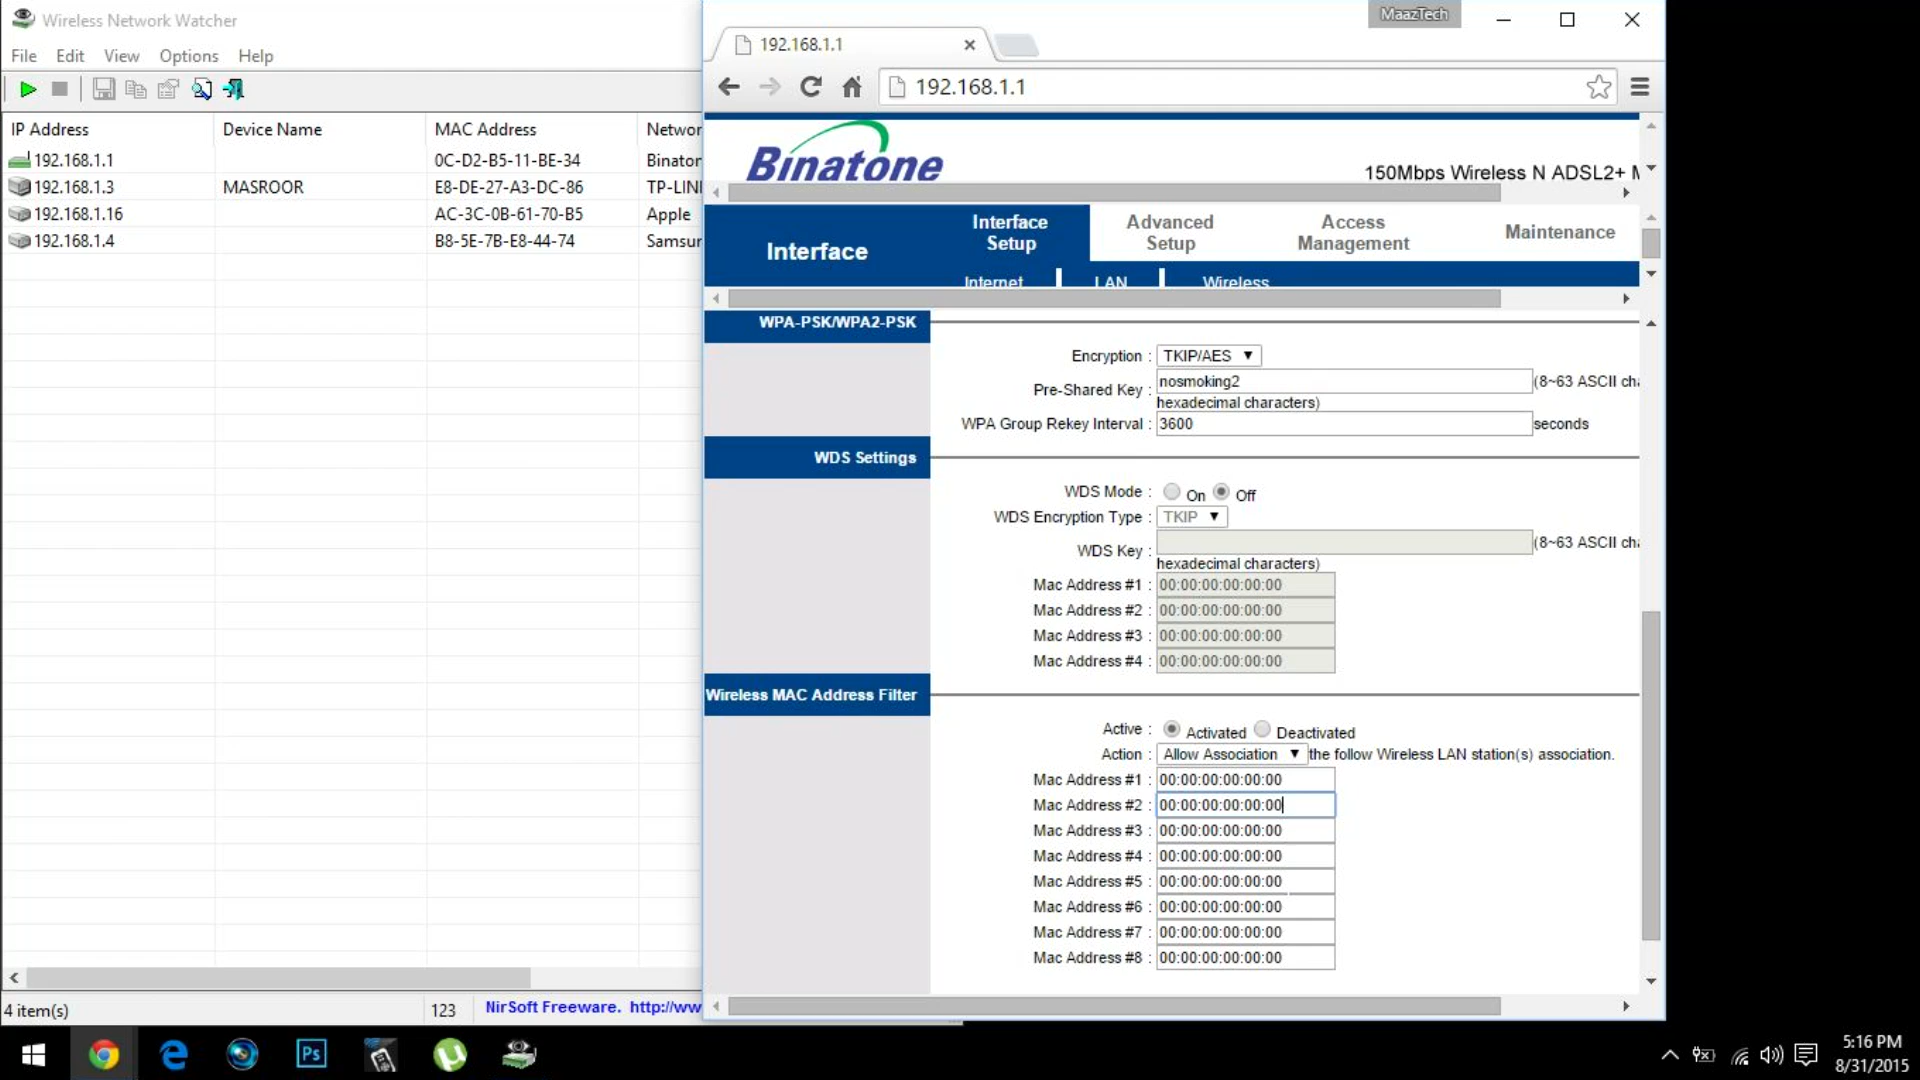 Wireless Network Watcher
File Edit View Options Help
IP Address Device Name MAC Address Networ
192.168.1.1 0C-D2-B5-11-BE-34 Binaton
192.168.1.3 MASROOR E8-DE-27-A3-DC-86 TP-LINK
192.168.1.16 AC-3C-0B-61-70-B5 Apple
192.168.1.4 B8-5E-7B-E8-44-74 Samsur
4 item(s) 123 NirSoft Freeware. http://ww
MaazTech
192.168.1.1
192.168.1.1
Binatone
150Mbps Wireless N ADSL2+ M
Interface
Interface Setup
Advanced Setup
Access Management
Maintenance
Internet LAN Wireless
WPA-PSK/WPA2-PSK
Encryption : TKIP/AES
Pre-Shared Key : nosmoking2 (8~63 ASCII cha
hexadecimal characters)
WPA Group Rekey Interval : 3600 seconds
WDS Settings
WDS Mode : On Off
WDS Encryption Type : TKIP
WDS Key : (8~63 ASCII cha
hexadecimal characters)
Mac Address #1 : 00:00:00:00:00:00
Mac Address #2 : 00:00:00:00:00:00
Mac Address #3 : 00:00:00:00:00:00
Mac Address #4 : 00:00:00:00:00:00
Wireless MAC Address Filter
Active : Activated Deactivated
Action : Allow Association the follow Wireless LAN station(s) association.
Mac Address #1 : 00:00:00:00:00:00
Mac Address #2 : 00:00:00:00:00:00
Mac Address #3 : 00:00:00:00:00:00
Mac Address #4 : 00:00:00:00:00:00
Mac Address #5 : 00:00:00:00:00:00
Mac Address #6 : 00:00:00:00:00:00
Mac Address #7 : 00:00:00:00:00:00
Mac Address #8 : 00:00:00:00:00:00
Ps
5:16 PM
8/31/2015